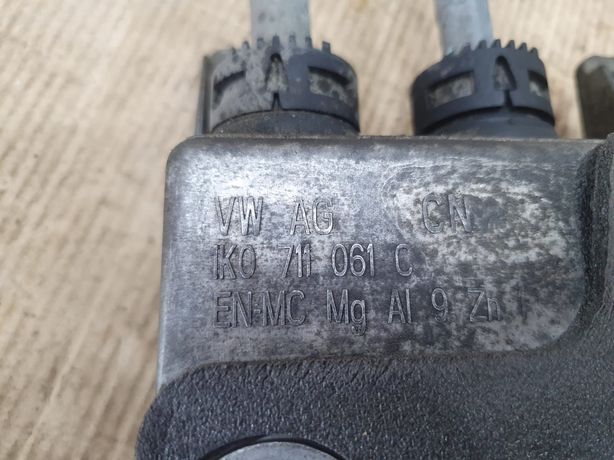 VW AG CN
1K0 711 061 C
EN-MC Mg Al 9 Zn 1